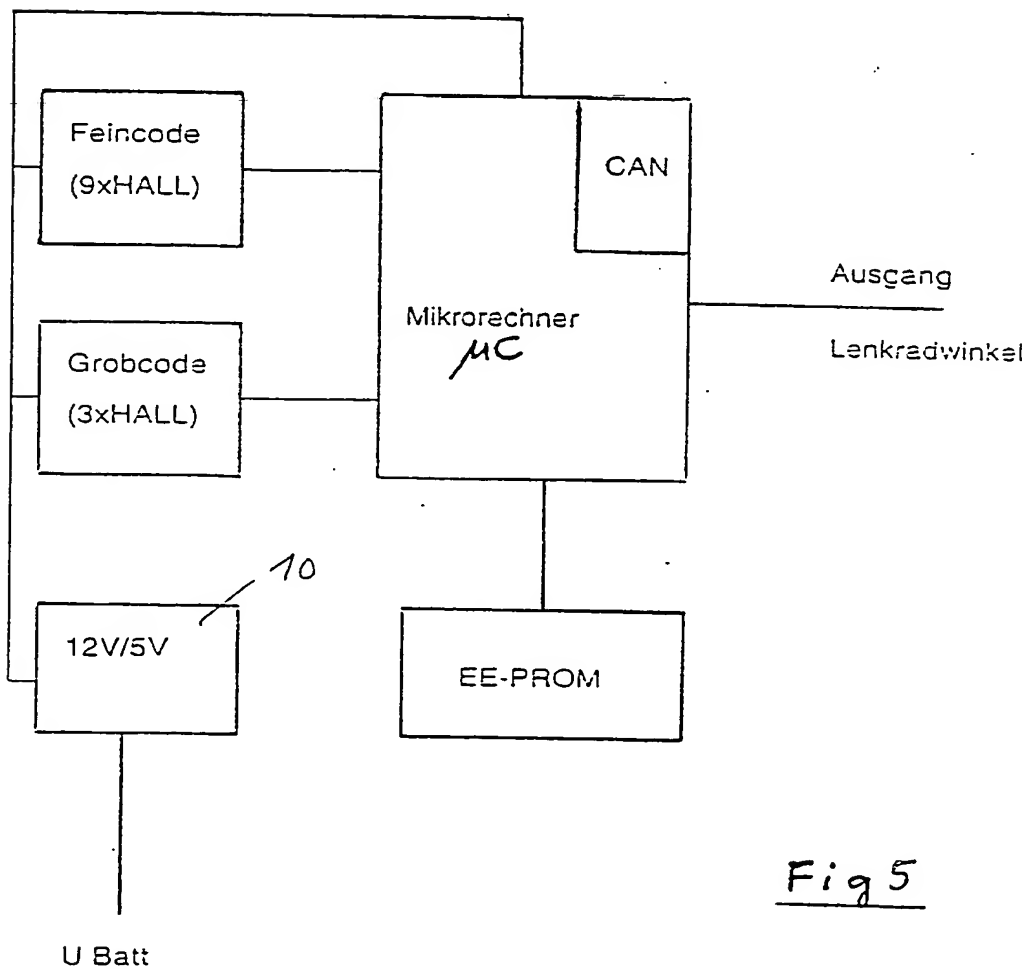 Feincode
(9xHALL)
CAN
Grobcode
(3xHALL)
Mikrorechner
µC
Ausgang
Lenkradwinkel
10
12V/5V
EE-PROM
U Batt
Fig 5